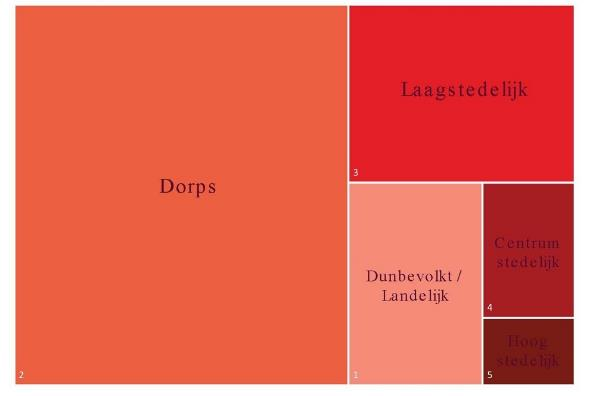 Dorps
2
Laagstedelijk
3
Dunbevolkt /
Landelijk
1
Centrum
stedelijk
4
Hoog
stedelijk
5